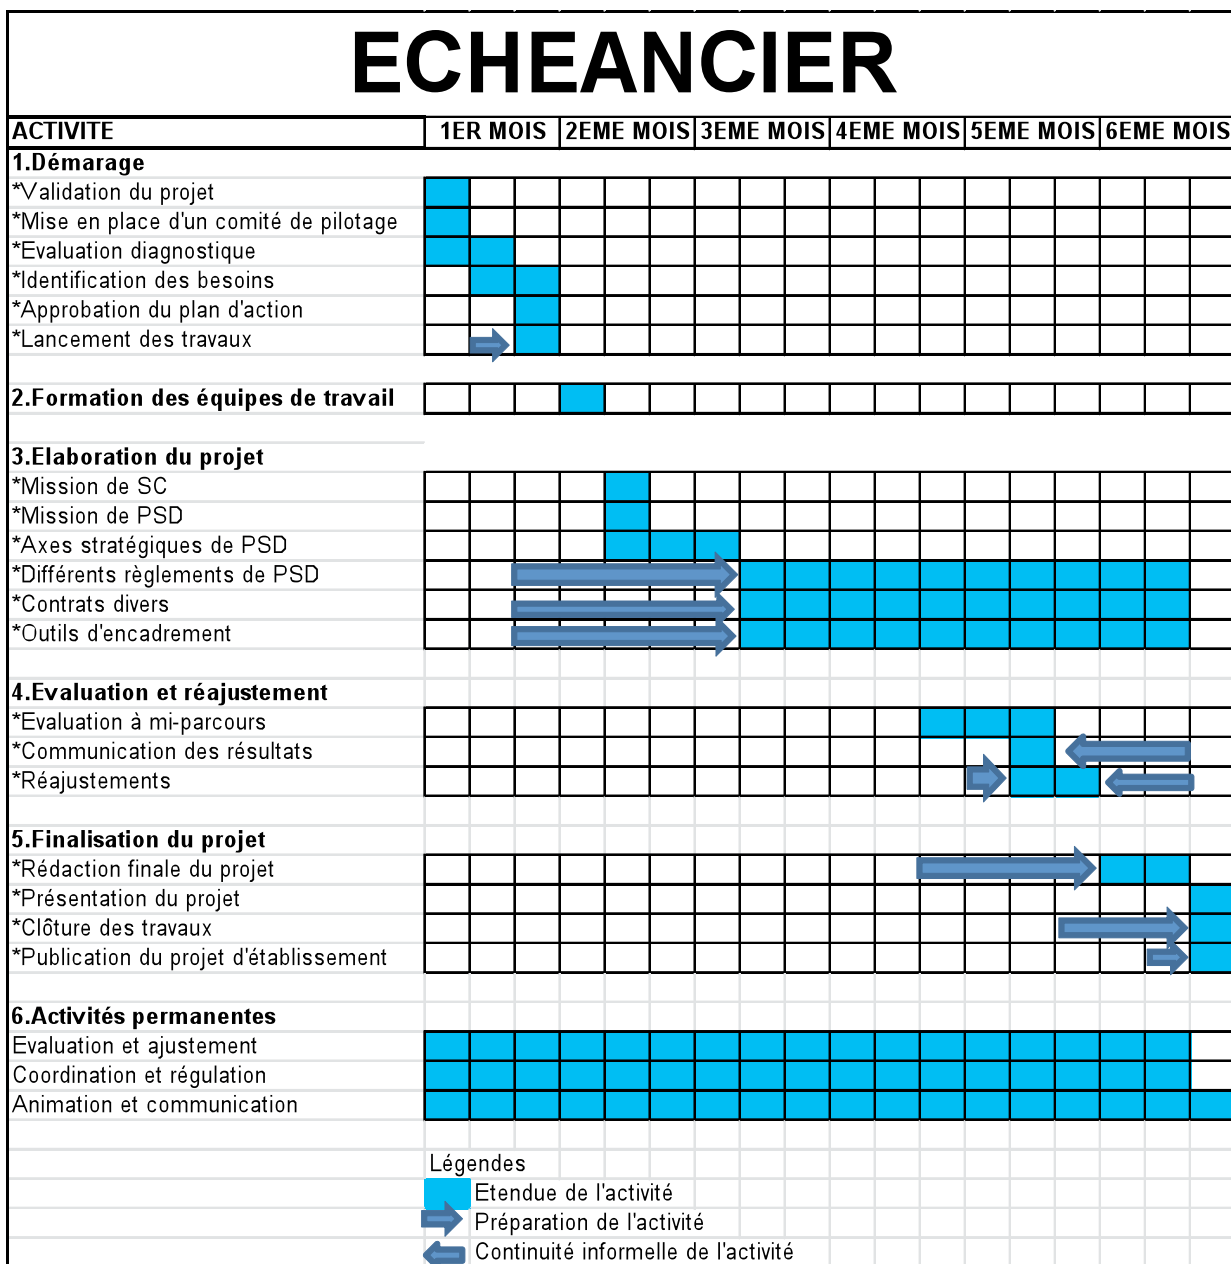 ECHEANCIER
ACTIVITE 1ER MOIS 2EME MOIS 3EME MOIS 4EME MOIS 5EME MOIS 6EME MOIS
1.Démarage
*Validation du projet
*Mise en place d'un comité de pilotage
*Evaluation diagnostique
*Identification des besoins
*Approbation du plan d'action
*Lancement des travaux
2.Formation des équipes de travail
3.Elaboration du projet
*Mission de SC
*Mission de PSD
*Axes stratégiques de PSD
*Différents règlements de PSD
*Contrats divers
*Outils d'encadrement
4.Evaluation et réajustement
*Evaluation à mi-parcours
*Communication des résultats
*Réajustements
5.Finalisation du projet
*Rédaction finale du projet
*Présentation du projet
*Clôture des travaux
*Publication du projet d'établissement
6.Activités permanentes
Evaluation et ajustement
Coordination et régulation
Animation et communication
Légendes
Etendue de l'activité
Préparation de l'activité
Continuité informelle de l'activité